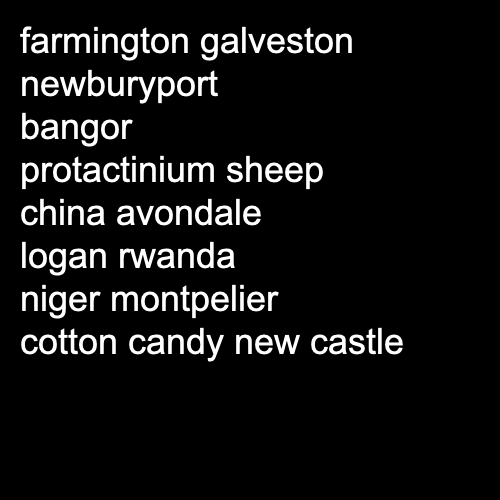 farmington galveston
newburyport
bangor
protactinium sheep
china avondale
logan rwanda
niger montpelier
cotton candy new castle